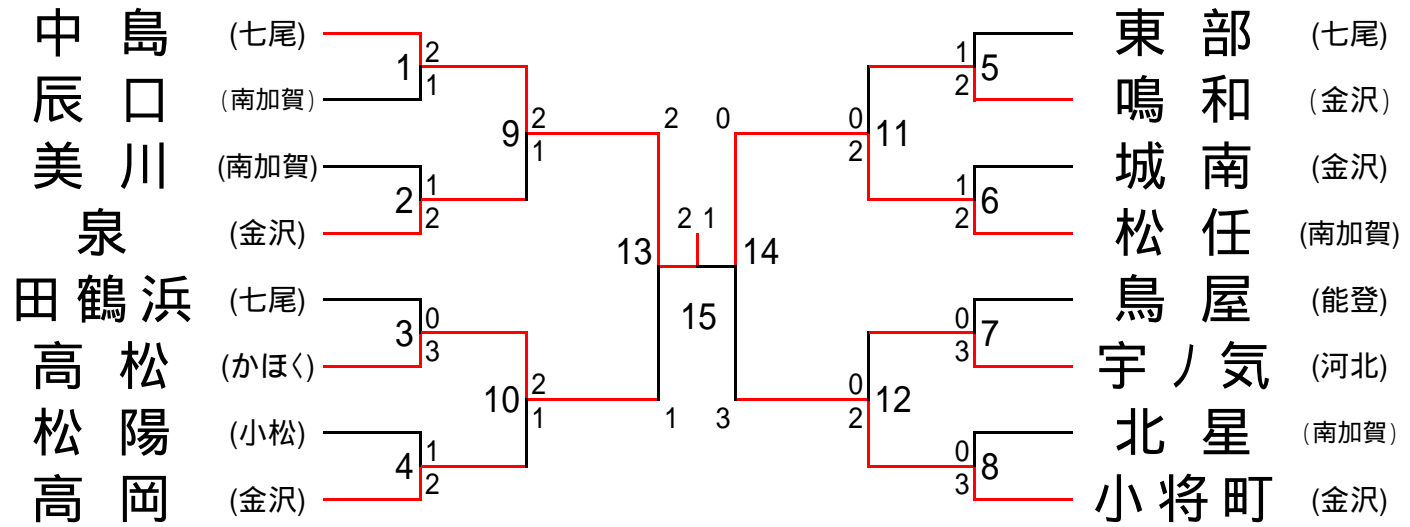 中島 (七尾)
辰口 (南加賀)
美川 (南加賀)
泉 (金沢)
田鶴浜 (七尾)
高松 (かほく)
松陽 (小松)
高岡 (金沢)
1 2 1
2 1 2
3 0 3
4 1 2
9 2 1
10 2 1
13 2 1
2 1
15
14 0 3
11 0 2
12 0 2
5 1 2
6 1 2
7 0 3
8 0 3
東部 (七尾)
鳴和 (金沢)
城南 (金沢)
松任 (南加賀)
鳥屋 (能登)
宇ノ気 (河北)
北星 (南加賀)
小将町 (金沢)